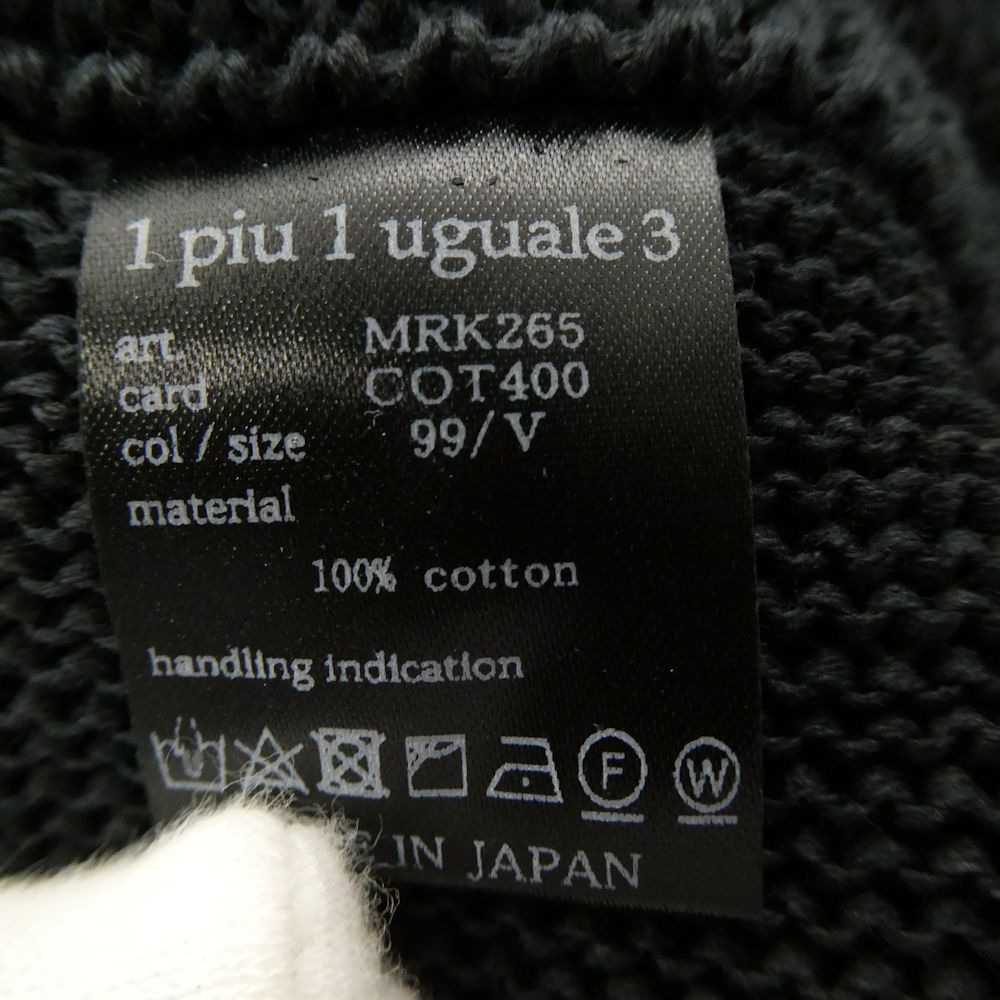 1 piu 1 uguale 3
art. MRK265
card COT400
col / size 99/V
material
100% cotton
handling indication
F W
IN JAPAN